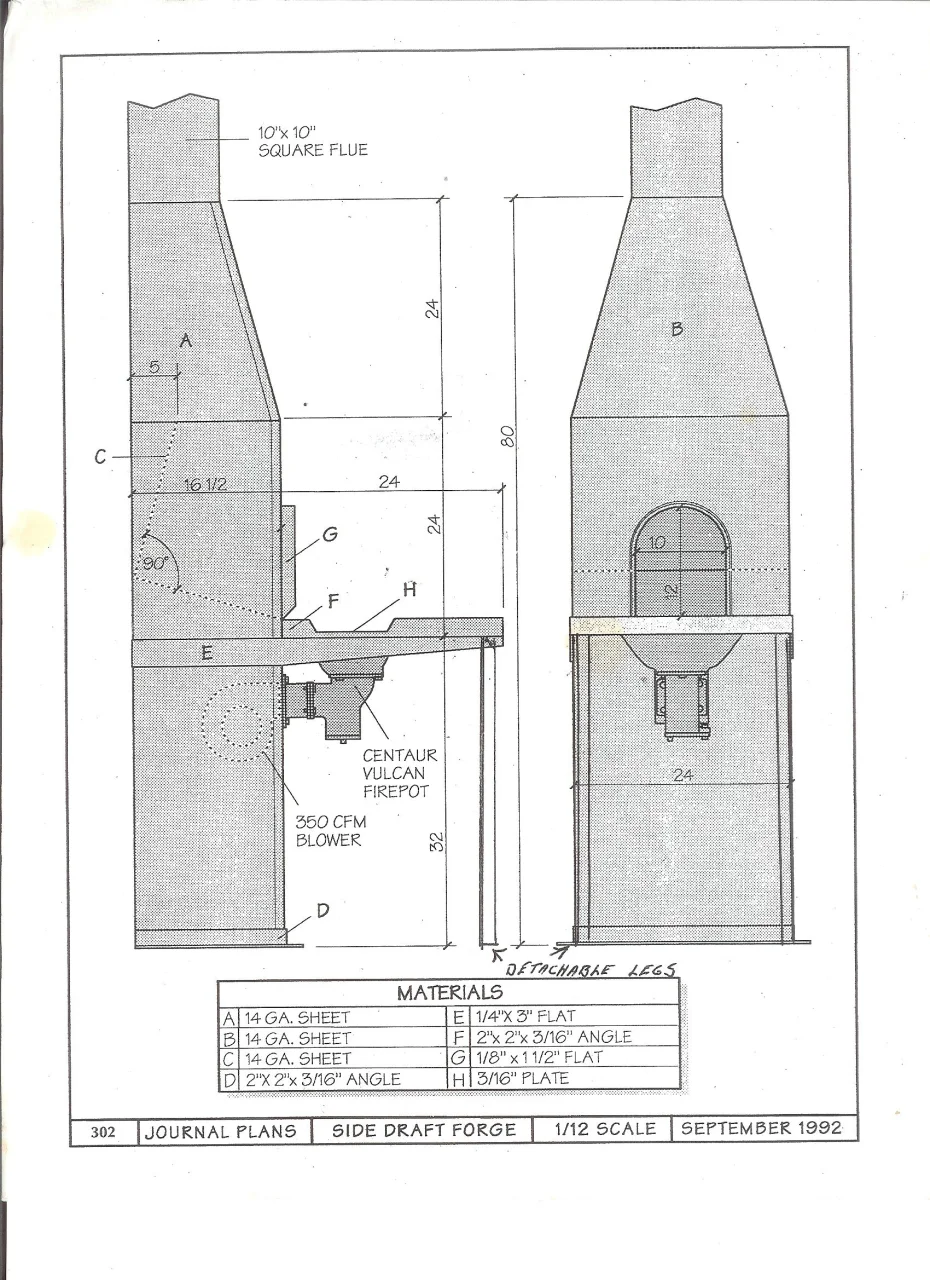 10"x 10"
SQUARE FLUE
24
A
B
5
80
C
16 1/2
24
24
G
10
90°
H
F
12
E
CENTAUR
VULCAN
FIREPOT
24
350 CFM
BLOWER
32
D
DETACHABLE LEGS
MATERIALS
A 14 GA. SHEET E 1/4"X 3" FLAT
B 14 GA. SHEET F 2"x 2"x 3/16" ANGLE
C 14 GA. SHEET G 1/8" x 1 1/2" FLAT
D 2"X 2"x 3/16" ANGLE H 3/16" PLATE
302 JOURNAL PLANS SIDE DRAFT FORGE 1/12 SCALE SEPTEMBER 1992